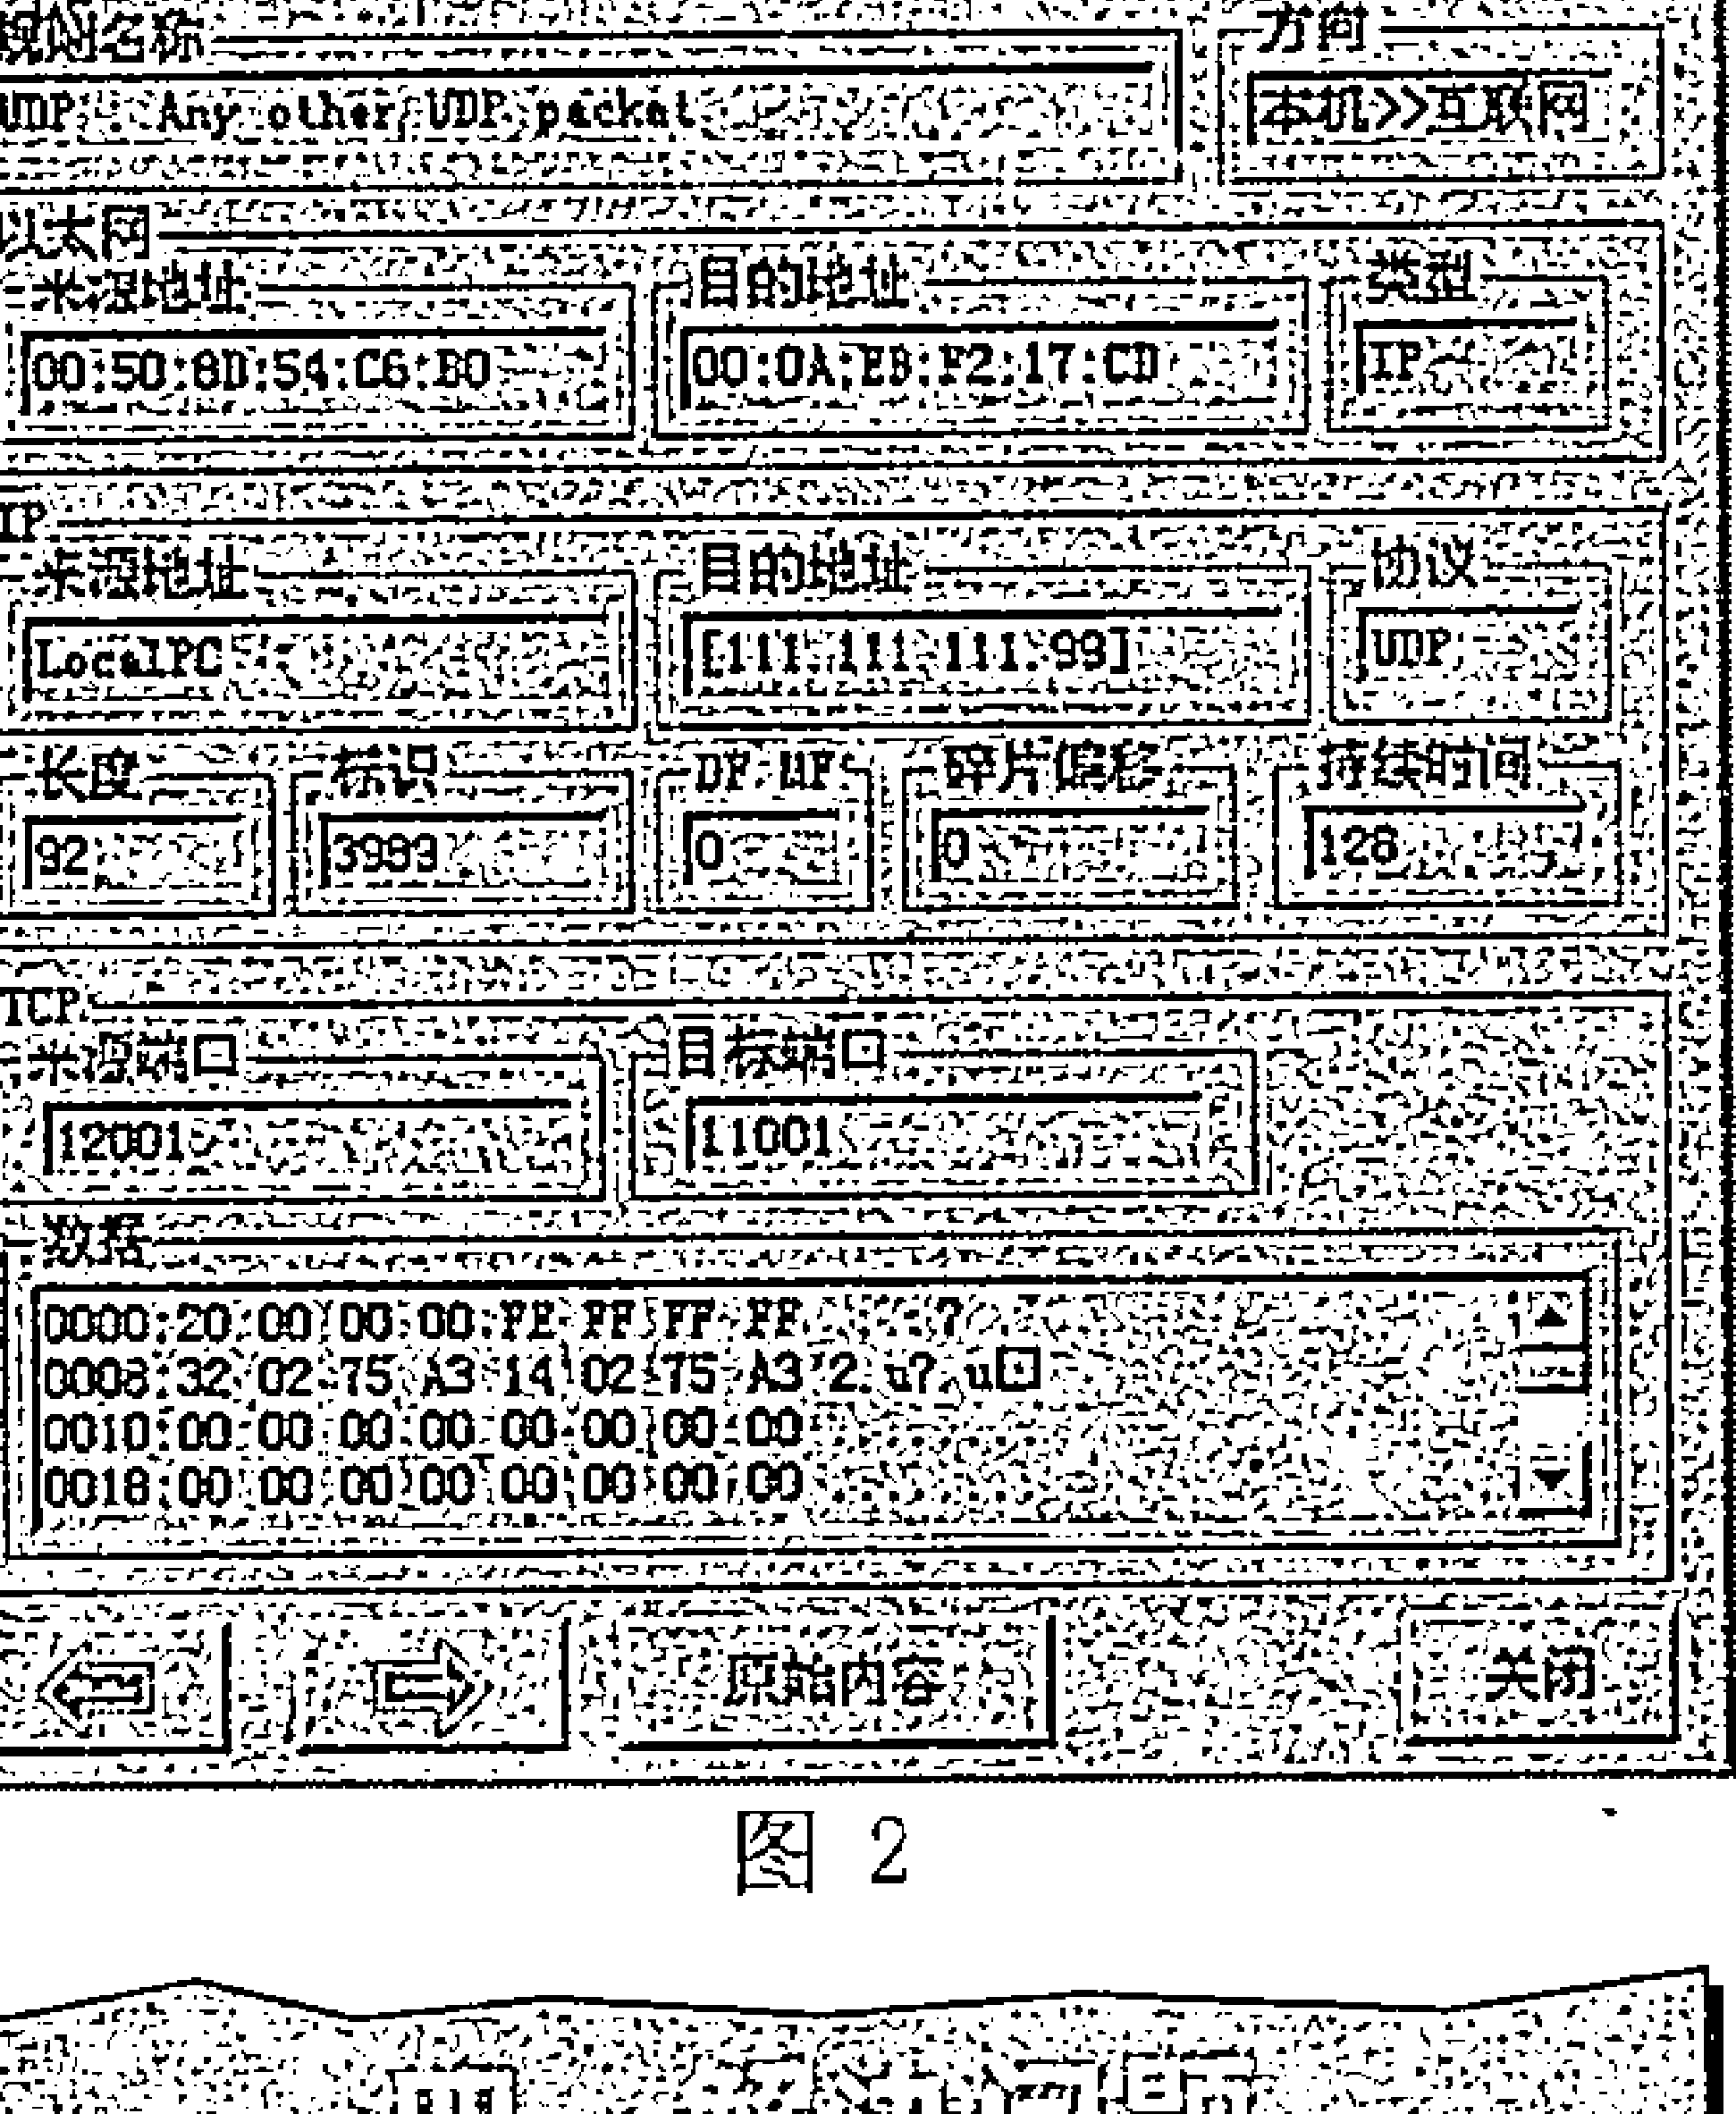 规则名称 方向
UDP: Any other UDP packet 本机>>互联网
以太网
来源地址 目的地址 类型
00:50:8D:54:C6:B0 00:0A:EB:F2:17:CD IP
IP
来源地址 目的地址 协议
LocalPC [111.111.111.99] UDP
长度 标识 DF/MF 碎片偏移 持续时间
92 3999 0 0 128
TCP
来源端口 目标端口
12001 11001
数据
0000:20 00 00 00 FE FF FF FF ?
0008:32 02 75 A3 14 02 75 A3 2.u?.u
0010:00 00 00 00 00 00 00 00
0018:00 00 00 00 00 00 00 00
原始内容 关闭
图 2